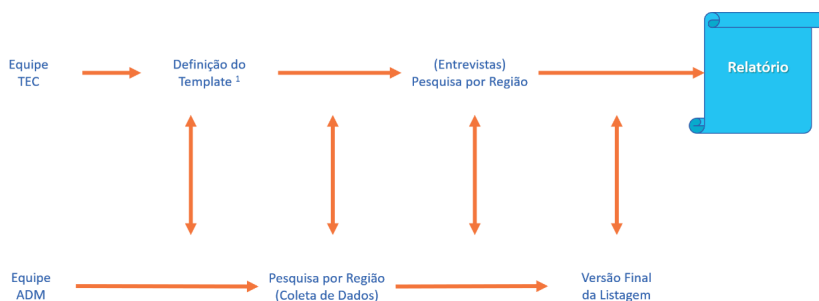 Equipe
TEC
Definição do
Template ¹
(Entrevistas)
Pesquisa por Região
Relatório
Equipe
ADM
Pesquisa por Região
(Coleta de Dados)
Versão Final
da Listagem